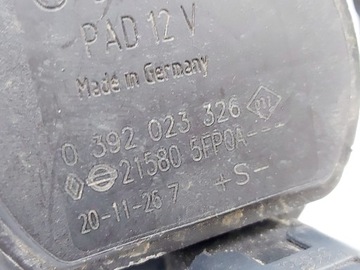 PAD 12 V
Made in Germany
0 392 023 326
21580 5FP0A---
20-11-26 7 +S-